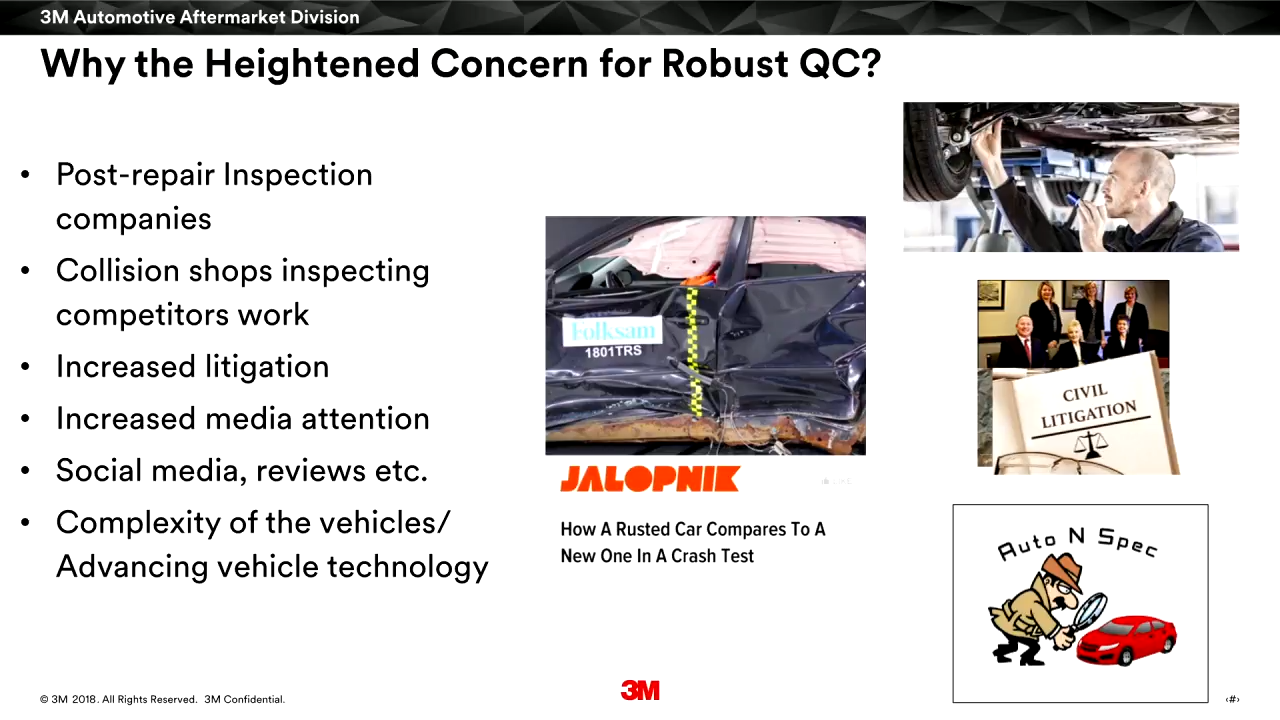 3M Automotive Aftermarket Division
Why the Heightened Concern for Robust QC?
• Post-repair Inspection
companies
• Collision shops inspecting
competitors work
• Increased litigation
• Increased media attention
• Social media, reviews etc.
• Complexity of the vehicles/
Advancing vehicle technology
Folksam
1801TRS
JALOPNIK
How A Rusted Car Compares To A
New One In A Crash Test
CIVIL
LITIGATION
Auto N Spec
© 3M 2018. All Rights Reserved. 3M Confidential.
3M
‹#›